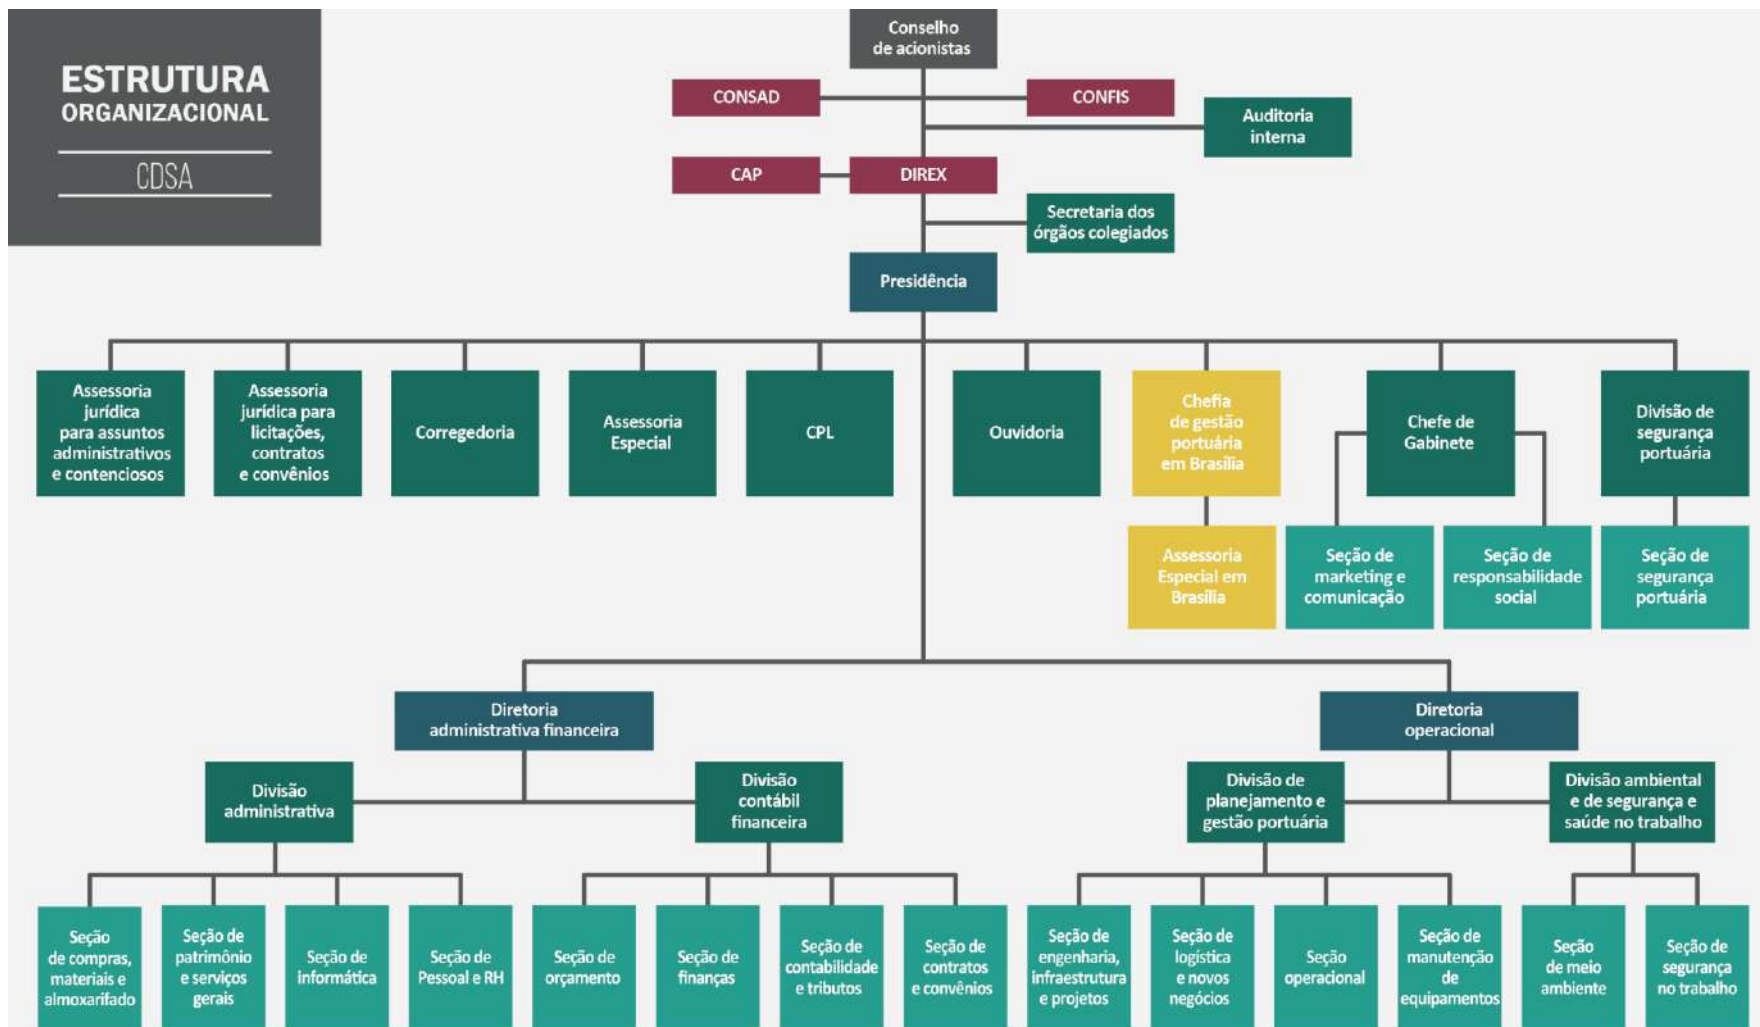 ESTRUTURA
ORGANIZACIONAL
CDSA
Conselho
de acionistas
CONSAD
CONFIS
Auditoria
interna
CAP
DIREX
Secretaria dos
órgãos colegiados
Presidência
Assessoria
jurídica
para assuntos
administrativos
e contenciosos
Assessoria
jurídica para
licitações,
contratos
e convênios
Corregedoria
Assessoria
Especial
CPL
Ouvidoria
Chefia
de gestão
portuária
em Brasília
Chefe de
Gabinete
Divisão de
segurança
portuária
Assessoria
Especial em
Brasília
Seção de
marketing e
comunicação
Seção de
responsabilidade
social
Seção de
segurança
portuária
Diretoria
administrativa financeira
Diretoria
operacional
Divisão
administrativa
Divisão
contábil
financeira
Divisão de
planejamento e
gestão portuária
Divisão ambiental
e de segurança e
saúde no trabalho
Seção
de compras,
materiais e
almoxarifado
Seção de
patrimônio
e serviços
gerais
Seção de
informática
Seção de
Pessoal e RH
Seção de
orçamento
Seção de
finanças
Seção de
contabilidade
e tributos
Seção de
contratos
e convênios
Seção de
engenharia,
infraestrutura
e projetos
Seção de
logística
e novos
negócios
Seção
operacional
Seção de
manutenção
de
equipamentos
Seção
de meio
ambiente
Seção de
segurança
no trabalho